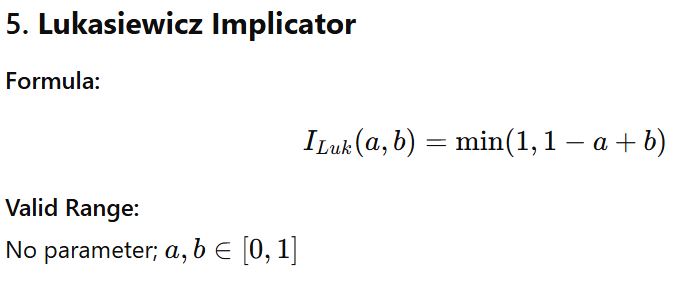 5. Lukasiewicz Implicator
Formula:
I_{Luk}(a, b) = min(1, 1 − a + b)
Valid Range:
No parameter; a, b ∈ [0, 1]